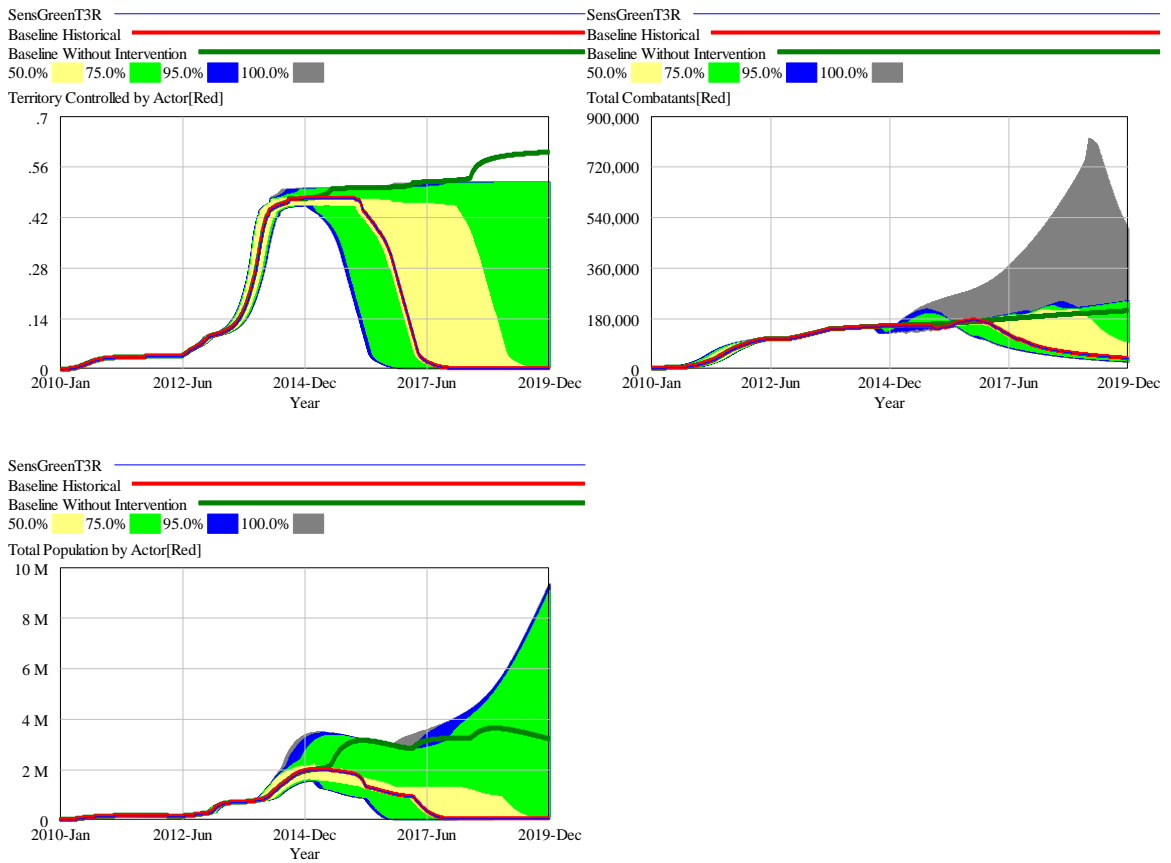 SensGreenT3R
Baseline Historical
Baseline Without Intervention
50.0% 75.0% 95.0% 100.0%
Territory Controlled by Actor[Red]
.7
.56
.42
.28
.14
0
2010-Jan 2012-Jun 2014-Dec 2017-Jun 2019-Dec
Year
SensGreenT3R
Baseline Historical
Baseline Without Intervention
50.0% 75.0% 95.0% 100.0%
Total Combatants[Red]
900,000
720,000
540,000
360,000
180,000
0
2010-Jan 2012-Jun 2014-Dec 2017-Jun 2019-Dec
Year
SensGreenT3R
Baseline Historical
Baseline Without Intervention
50.0% 75.0% 95.0% 100.0%
Total Population by Actor[Red]
10 M
8 M
6 M
4 M
2 M
0
2010-Jan 2012-Jun 2014-Dec 2017-Jun 2019-Dec
Year